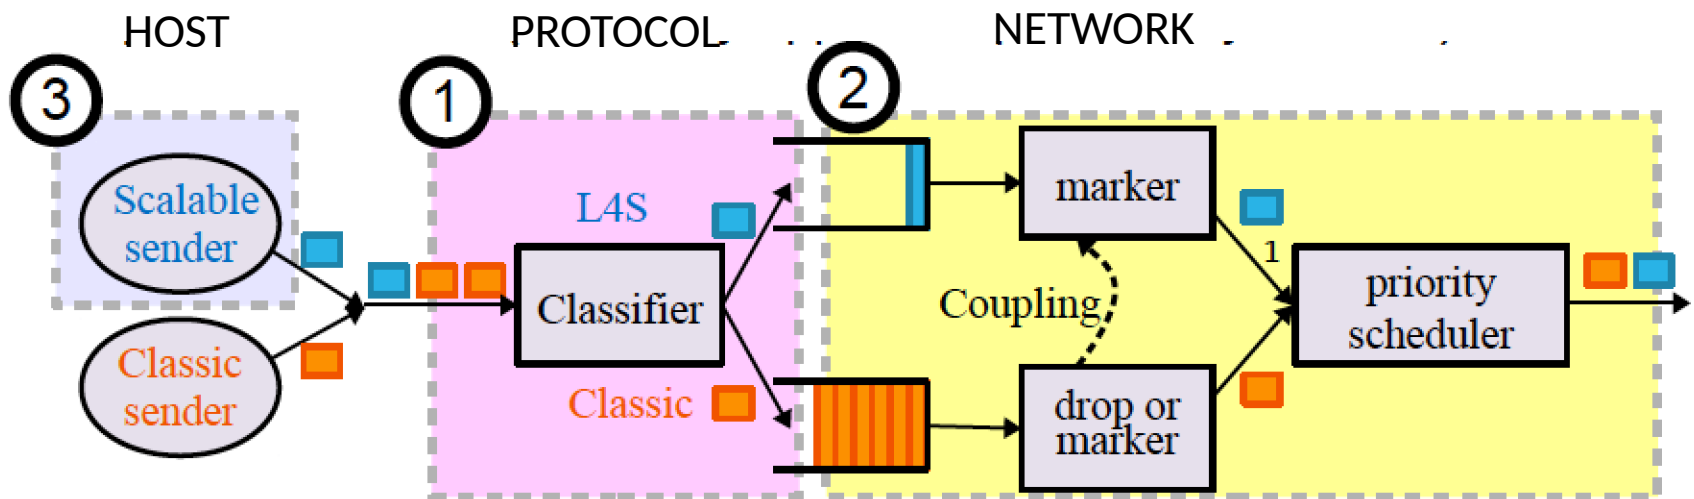 HOST
PROTOCOL
NETWORK
3
1
2
Scalable
sender
Classic
sender
L4S
Classifier
Classic
marker
Coupling
drop or
marker
1
priority
scheduler